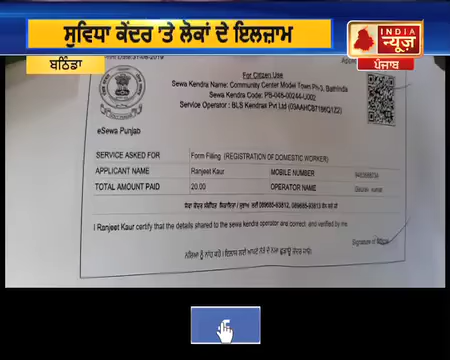 ਸੁਵਿਧਾ ਕੇਂਦਰ 'ਤੇ ਲੋਕਾਂ ਦੇ ਇਲਜ਼ਾਮ
ਬਠਿੰਡਾ
INDIA
ਨਿਊਜ਼
ਪੰਜਾਬ
For Citizen Use
Sewa Kendra Name: Community Center Model Town Ph-3, Bathinda
Sewa Kendra Code: PB-046-00244-U002
Service Operator : BLS Kendras Pvt Ltd
eSewa Punjab
SERVICE ASKED FOR Form Filling (REGISTRATION OF DOMESTIC WORKER)
APPLICANT NAME Ranjeet Kaur MOBILE NUMBER
TOTAL AMOUNT PAID 20.00 OPERATOR NAME
I Ranjeet Kaur certify that the details shared to the sewa kendra operator are correct and verified by me.
Signature of